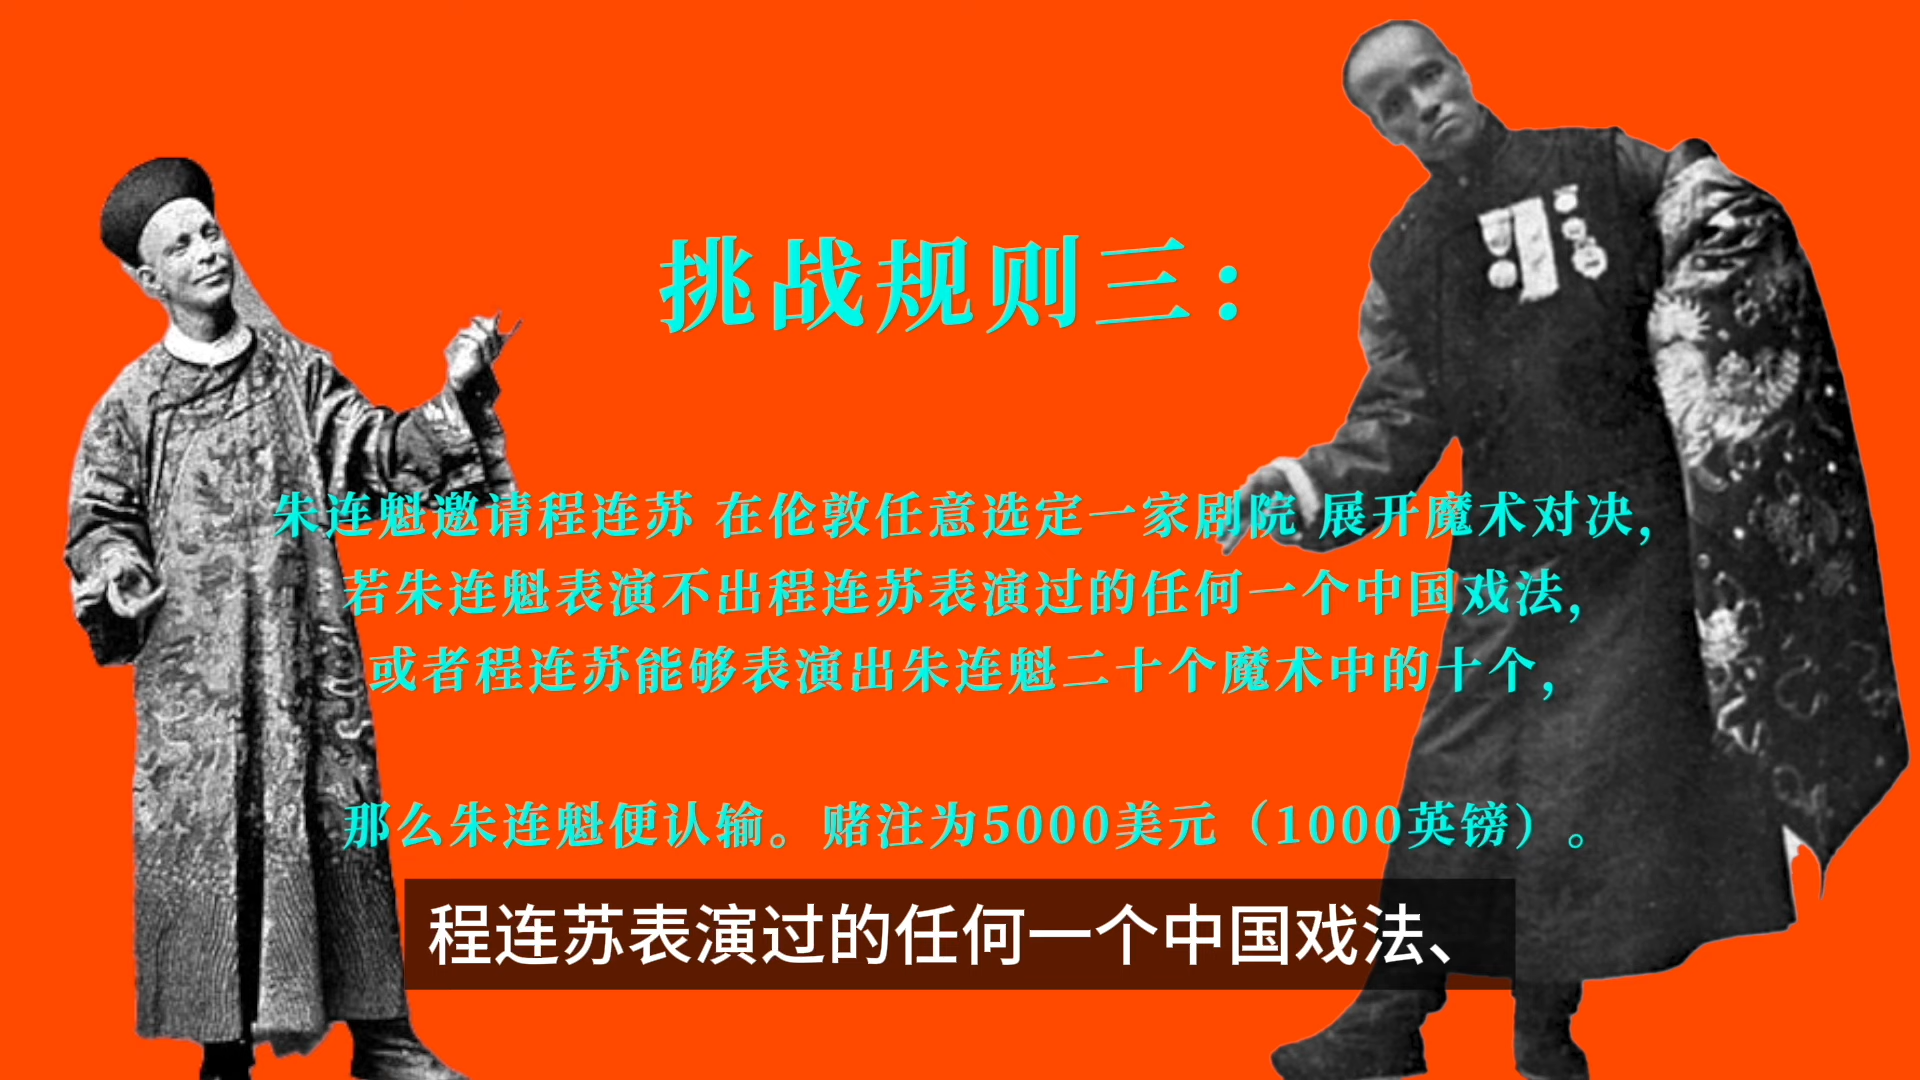 挑战规则三：
朱连魁邀请程连苏 在伦敦任意选定一家剧院 展开魔术对决，
若朱连魁表演不出程连苏表演过的任何一个中国戏法，
或者程连苏能够表演出朱连魁二十个魔术中的十个，
那么朱连魁便认输。赌注为5000美元（1000英镑）。
程连苏表演过的任何一个中国戏法、